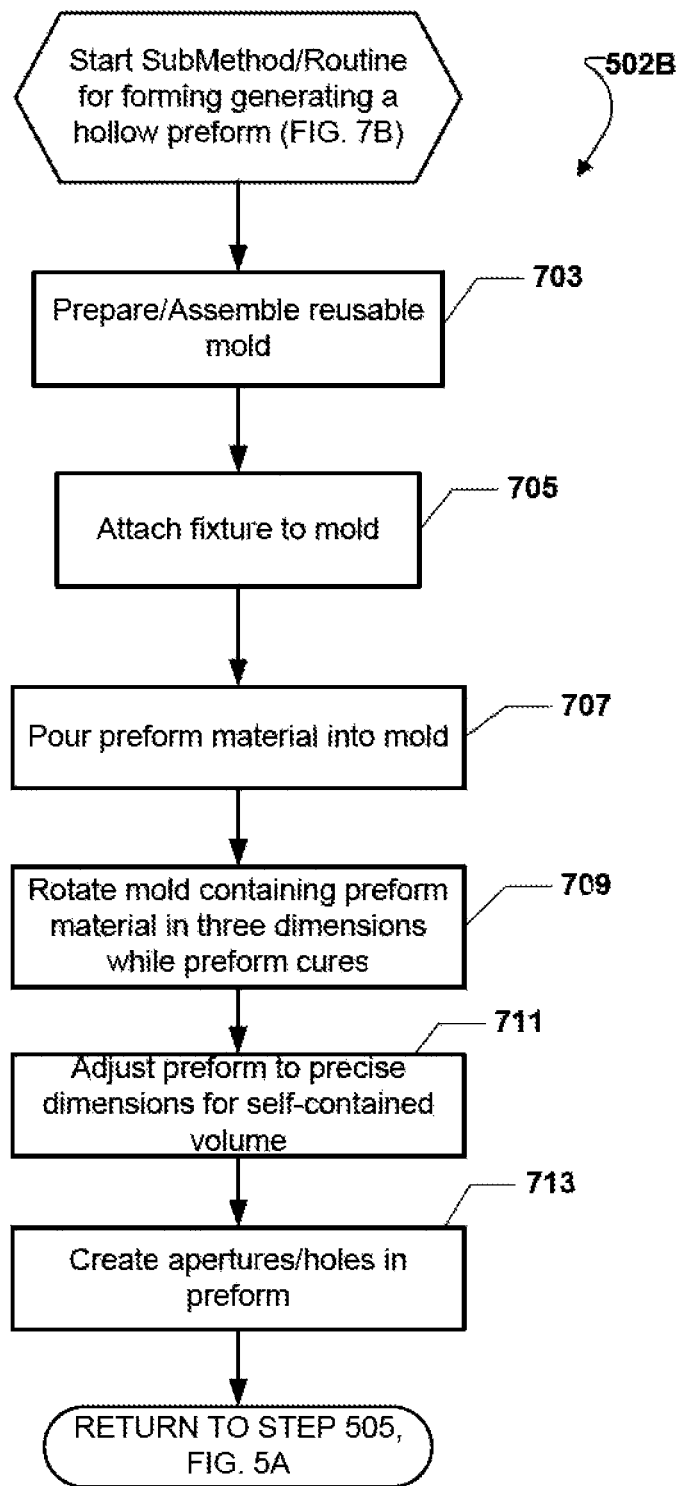 Start SubMethod/Routine
for forming generating a
hollow preform (FIG. 7B)
502B
703
Prepare/Assemble reusable
mold
705
Attach fixture to mold
707
Pour preform material into mold
709
Rotate mold containing preform
material in three dimensions
while preform cures
711
Adjust preform to precise
dimensions for self-contained
volume
713
Create apertures/holes in
preform
RETURN TO STEP 505,
FIG. 5A